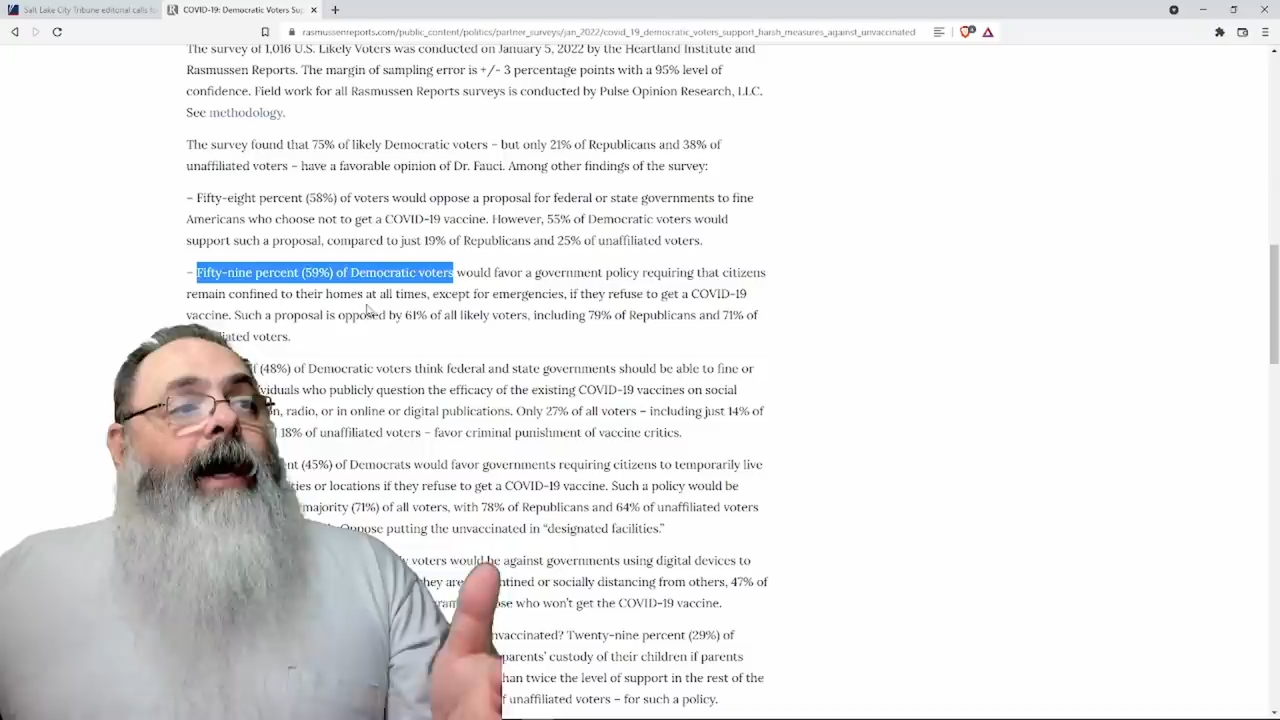 Salt Lake City Tribune editorial calls fo
COVID-19: Democratic Voters Sup
rasmussenreports.com/public_content/politics/partner_surveys/jan_2022/covid_19_democratic_voters_support_harsh_measures_against_unvaccinated
The survey of 1,016 U.S. Likely Voters was conducted on January 5, 2022 by the Heartland Institute and
Rasmussen Reports. The margin of sampling error is +/- 3 percentage points with a 95% level of
confidence. Field work for all Rasmussen Reports surveys is conducted by Pulse Opinion Research, LLC.
See methodology.
The survey found that 75% of likely Democratic voters – but only 21% of Republicans and 38% of
unaffiliated voters – have a favorable opinion of Dr. Fauci. Among other findings of the survey:
– Fifty-eight percent (58%) of voters would oppose a proposal for federal or state governments to fine
Americans who choose not to get a COVID-19 vaccine. However, 55% of Democratic voters would
support such a proposal, compared to just 19% of Republicans and 25% of unaffiliated voters.
– Fifty-nine percent (59%) of Democratic voters would favor a government policy requiring that citizens
remain confined to their homes at all times, except for emergencies, if they refuse to get a COVID-19
vaccine. Such a proposal is opposed by 61% of all likely voters, including 79% of Republicans and 71% of
iated voters.
f (48%) of Democratic voters think federal and state governments should be able to fine or
viduals who publicly question the efficacy of the existing COVID-19 vaccines on social
n, radio, or in online or digital publications. Only 27% of all voters – including just 14% of
18% of unaffiliated voters – favor criminal punishment of vaccine critics.
nt (45%) of Democrats would favor governments requiring citizens to temporarily live
ties or locations if they refuse to get a COVID-19 vaccine. Such a policy would be
majority (71%) of all voters, with 78% of Republicans and 64% of unaffiliated voters
Oppose putting the unvaccinated in “designated facilities.”
y voters would be against governments using digital devices to
they are ntined or socially distancing from others, 47% of
ram ose who won’t get the COVID-19 vaccine.
nvaccinated? Twenty-nine percent (29%) of
parents’ custody of their children if parents
han twice the level of support in the rest of the
f unaffiliated voters – for such a policy.